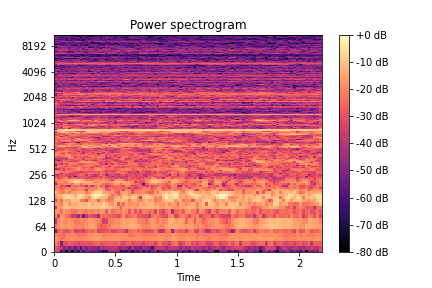 Power spectrogram
Hz
8192
4096
2048
1024
512
256
128
64
0
0
0.5
1
1.5
2
Time
+0 dB
-10 dB
-20 dB
-30 dB
-40 dB
-50 dB
-60 dB
-70 dB
-80 dB